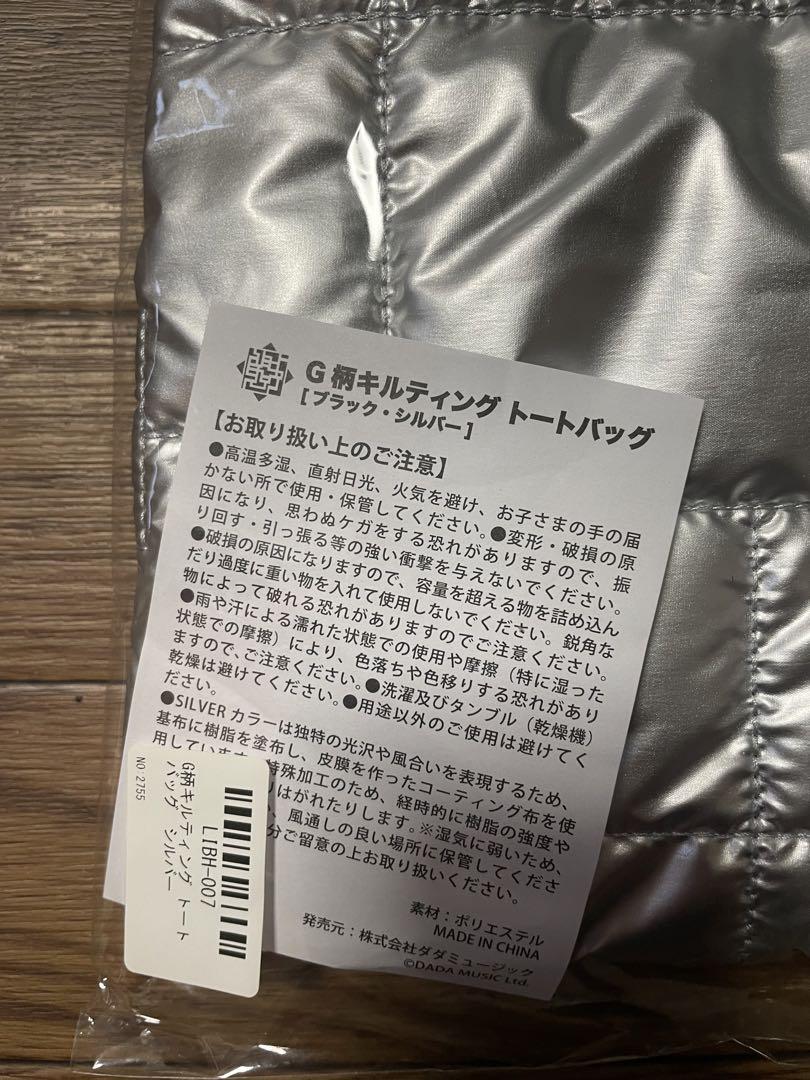 G柄キルティング トートバッグ
[ブラック・シルバー]
【お取り扱い上のご注意】
●高温多湿、直射日光、火気を避け、お子さまの手の届
かない所で使用・保管してください。●変形・破損の原
因になり、思わぬケガをする恐れがありますので、振
り回す・引っ張る等の強い衝撃を与えないでください。
●破損の原因になりますので、容量を超える物を詰め込ん
だり過度に重い物を入れて使用しないでください。鋭角な
物によって破れる恐れがありますのでご注意ください。
●雨や汗による濡れた状態での使用や摩擦（特に湿った
状態での摩擦）により、色落ちや色移りする恐れがあり
ますので、ご注意ください。●洗濯及びタンブル（乾燥機）
乾燥は避けてください。●用途以外のご使用は避けてく
ださい。
●SILVERカラーは独特の光沢や風合いを表現するため、
基布に樹脂を塗布し、皮膜を作ったコーティング布を使
用しています。特殊加工のため、経時的に樹脂の強度や
りはがれたりします。※湿気に弱いため、
、風通しの良い場所に保管してくださ
分ご留意の上お取り扱いください。
素材：ポリエステル
MADE IN CHINA
発売元：株式会社ダダミュージック
©DADA MUSIC Ltd.
LIBH-007
G柄キルティング トート
バッグ シルバー
NO:2755